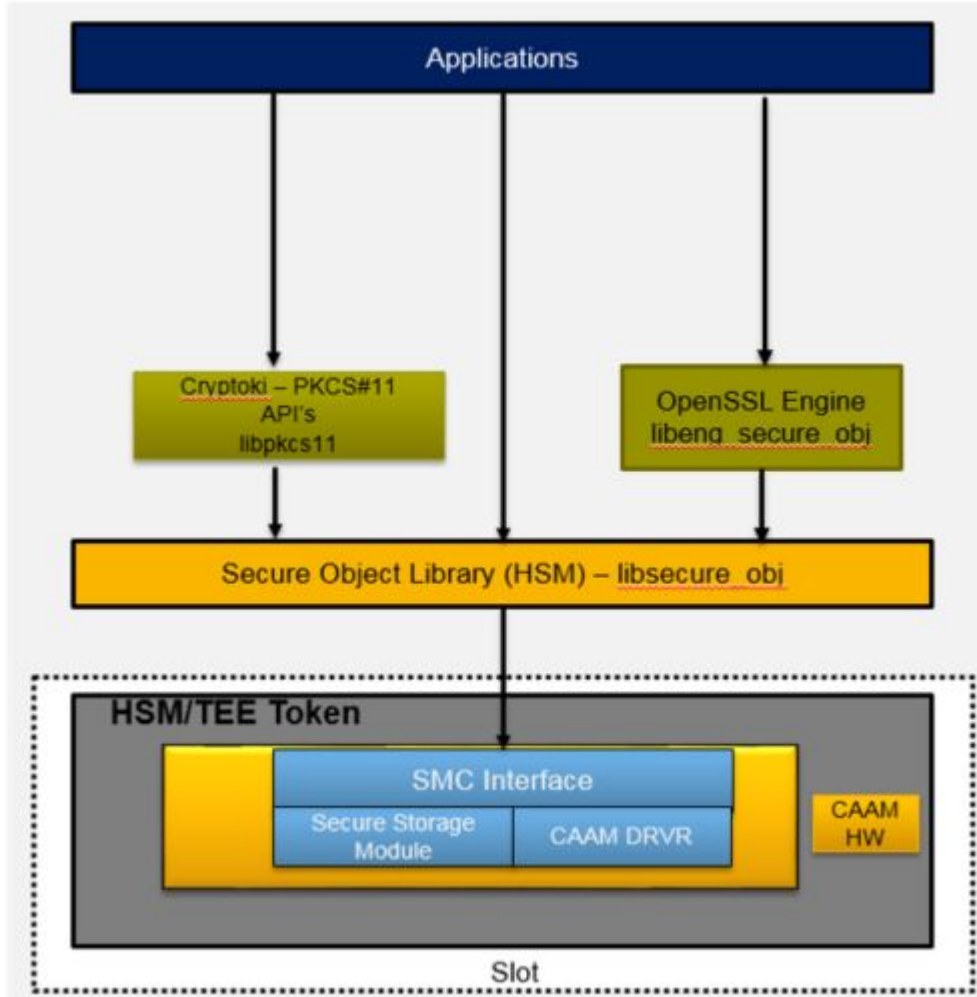 Applications
Cryptoki – PKCS#11
API's
libpkcs11
OpenSSL Engine
libeng_secure_obj
Secure Object Library (HSM) – libsecure_obj
HSM/TEE Token
SMC Interface
Secure Storage
Module
CAAM DRVR
CAAM
HW
Slot